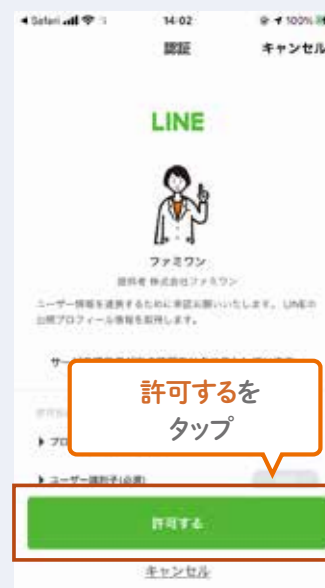 Safari 14:02 100%
認証 キャンセル
LINE
ファミワン
提供者 株式会社ファミワン
ユーザー情報を連携するために承認お願いいたします。LINEの
公開プロフィール情報を取得します。
許可するを
タップ
ユーザー識別子(必須)
許可する
キャンセル